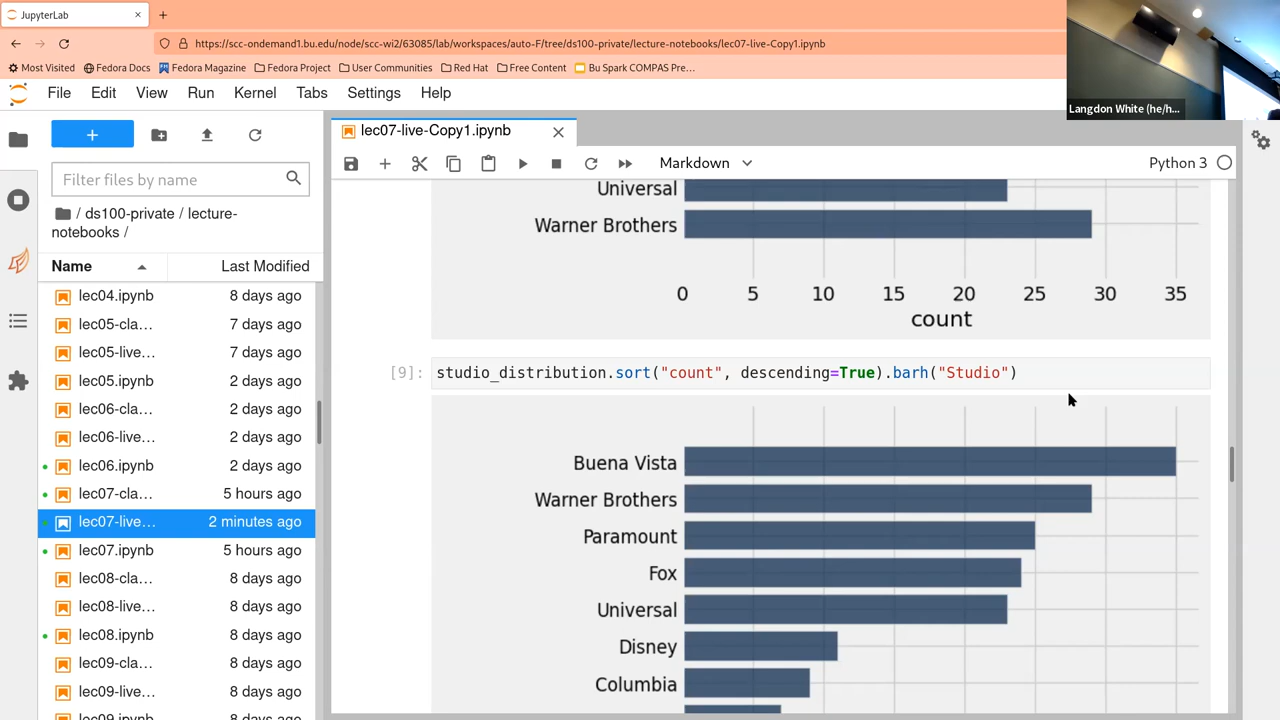 JupyterLab
https://scc-ondemand1.bu.edu/node/scc-wi2/63085/lab/workspaces/auto-F/tree/ds100-private/lecture-notebooks/lec07-live-Copy1.ipynb
Most Visited Fedora Docs Fedora Magazine Fedora Project User Communities Red Hat Free Content Bu Spark COMPAS Pre…
Langdon White (he/h...
File Edit View Run Kernel Tabs Settings Help
lec07-live-Copy1.ipynb
Markdown Python 3
Filter files by name
/ ds100-private / lecture-
notebooks /
Name Last Modified
lec04.ipynb 8 days ago
lec05-cla… 7 days ago
lec05-live… 7 days ago
lec05.ipynb 2 days ago
lec06-cla… 2 days ago
lec06-live… 2 days ago
lec06.ipynb 2 days ago
lec07-cla… 5 hours ago
lec07-live… 2 minutes ago
lec07.ipynb 5 hours ago
lec08-cla… 8 days ago
lec08-live… 8 days ago
lec08.ipynb 8 days ago
lec09-cla… 8 days ago
lec09-live… 8 days ago
lec09.ipynb 8 days ago
Universal
Warner Brothers
0 5 10 15 20 25 30 35
count
[9]: studio_distribution.sort("count", descending=True).barh("Studio")
Buena Vista
Warner Brothers
Paramount
Fox
Universal
Disney
Columbia